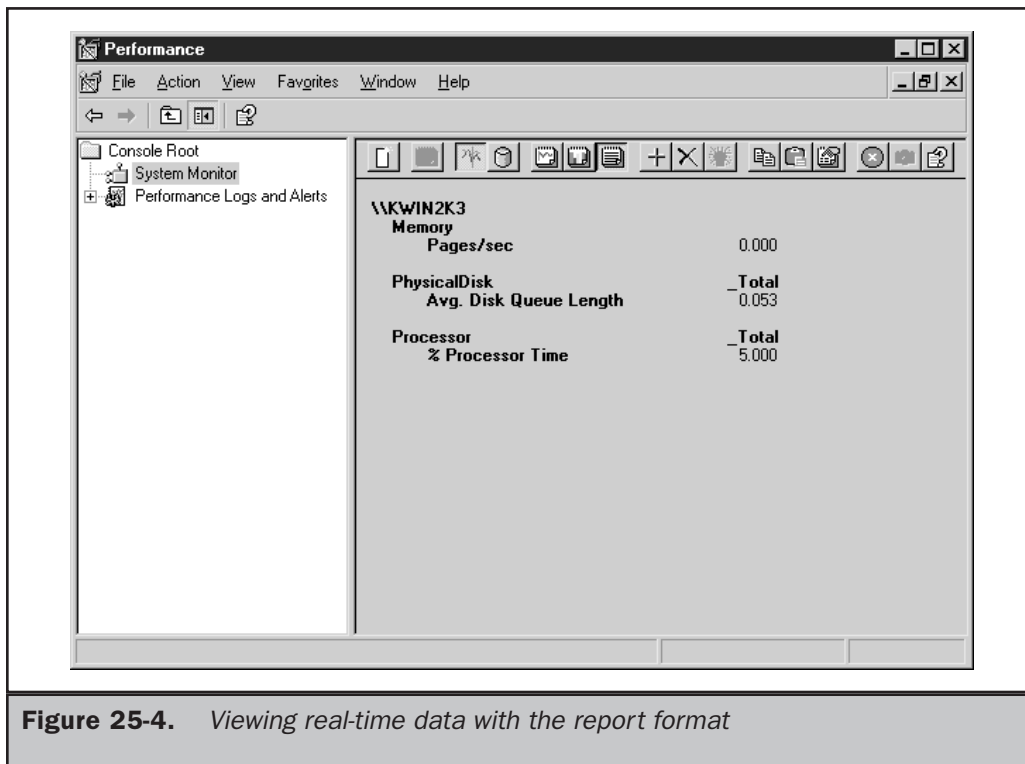 Performance
File Action View Favorites Window Help
Console Root
System Monitor
Performance Logs and Alerts
\\KWIN2K3
Memory
Pages/sec 0.000
PhysicalDisk _Total
Avg. Disk Queue Length 0.053
Processor _Total
% Processor Time 5.000
Figure 25-4. Viewing real-time data with the report format